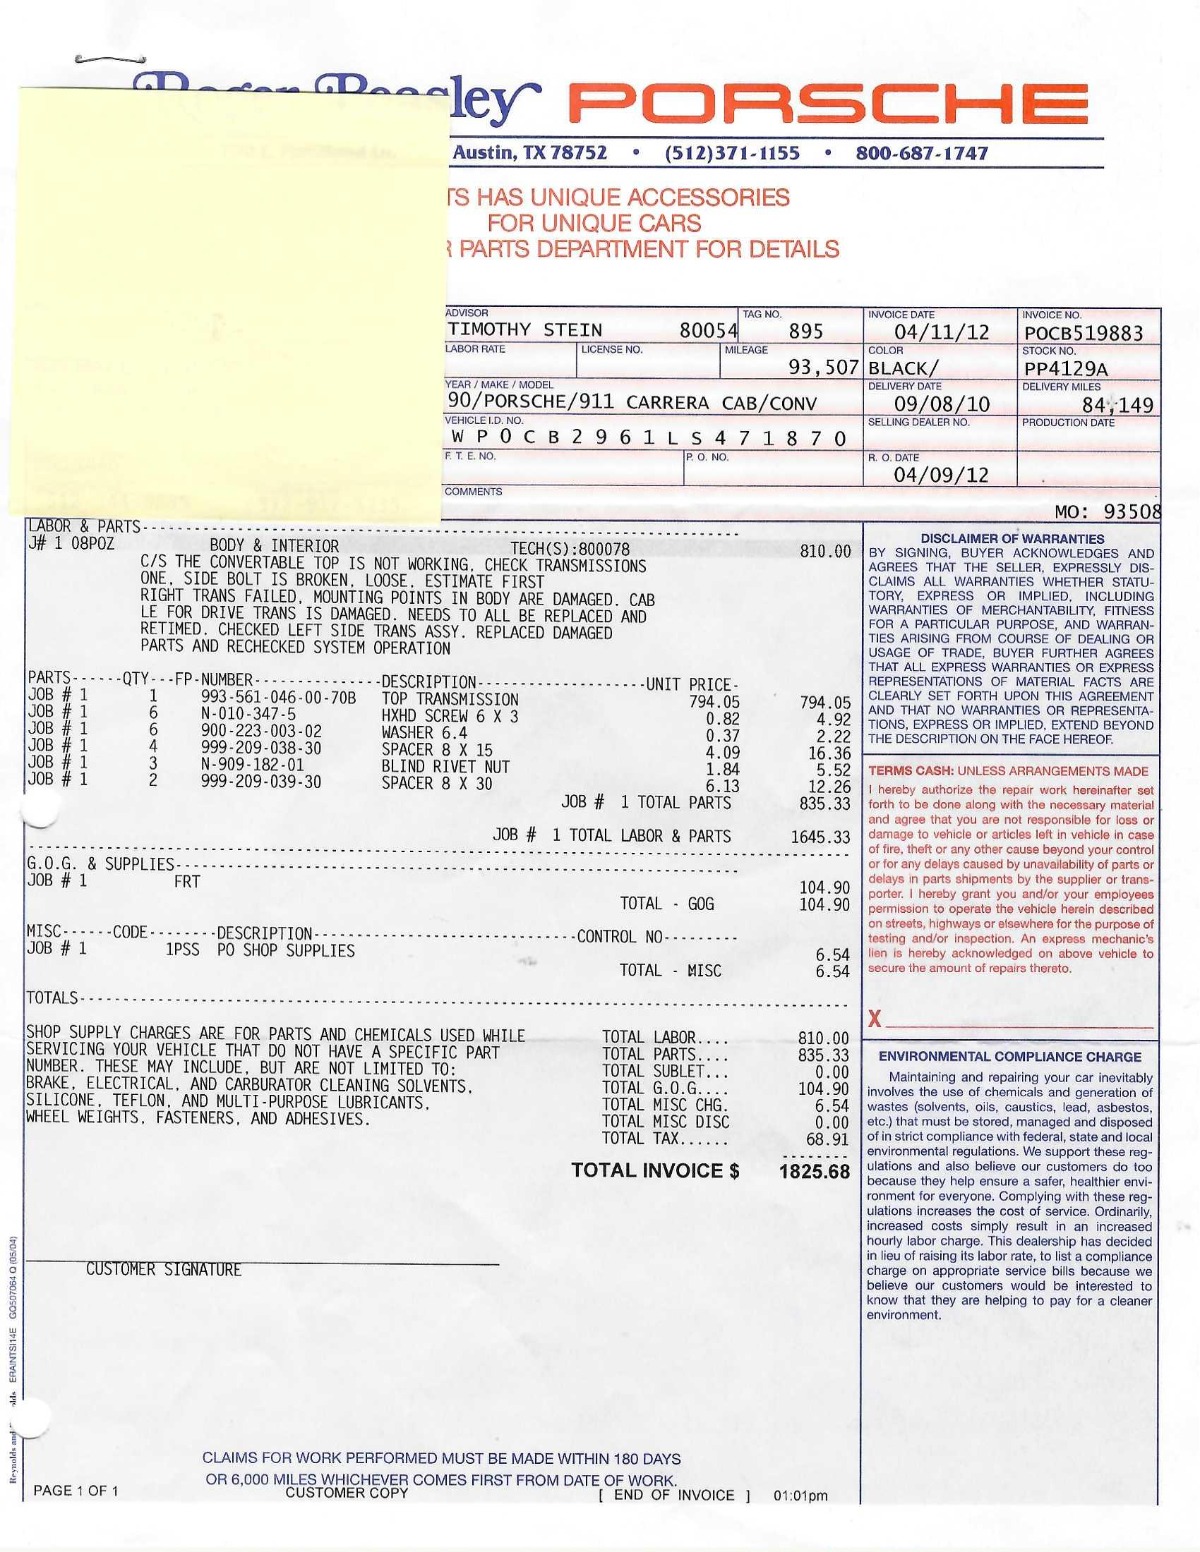 ley PORSCHE
Austin, TX 78752 • (512)371-1155 • 800-687-1747
TS HAS UNIQUE ACCESSORIES
FOR UNIQUE CARS
PARTS DEPARTMENT FOR DETAILS
ADVISOR TAG NO. INVOICE DATE INVOICE NO.
TIMOTHY STEIN 80054 895 04/11/12 POCB519883
LABOR RATE LICENSE NO. MILEAGE COLOR STOCK NO.
93,507 BLACK/ PP4129A
YEAR / MAKE / MODEL DELIVERY DATE DELIVERY MILES
90/PORSCHE/911 CARRERA CAB/CONV 09/08/10 84,149
VEHICLE I.D. NO. SELLING DEALER NO. PRODUCTION DATE
W P 0 C B 2 9 6 1 L S 4 7 1 8 7 0
F. T. E. NO. P. O. NO. R. O. DATE
04/09/12
COMMENTS
MO: 93508
LABOR & PARTS
J# 1 08POZ BODY & INTERIOR TECH(S):800078 810.00
C/S THE CONVERTABLE TOP IS NOT WORKING, CHECK TRANSMISSIONS
ONE, SIDE BOLT IS BROKEN, LOOSE, ESTIMATE FIRST
RIGHT TRANS FAILED, MOUNTING POINTS IN BODY ARE DAMAGED. CAB
LE FOR DRIVE TRANS IS DAMAGED. NEEDS TO ALL BE REPLACED AND
RETIMED. CHECKED LEFT SIDE TRANS ASSY. REPLACED DAMAGED
PARTS AND RECHECKED SYSTEM OPERATION
PARTS------QTY---FP-NUMBER---------------DESCRIPTION--------------------UNIT PRICE-
JOB # 1 1 993-561-046-00-70B TOP TRANSMISSION 794.05 794.05
JOB # 1 6 N-010-347-5 HXHD SCREW 6 X 3 0.82 4.92
JOB # 1 6 900-223-003-02 WASHER 6.4 0.37 2.22
JOB # 1 4 999-209-038-30 SPACER 8 X 15 4.09 16.36
JOB # 1 3 N-909-182-01 BLIND RIVET NUT 1.84 5.52
JOB # 1 2 999-209-039-30 SPACER 8 X 30 6.13 12.26
JOB # 1 TOTAL PARTS 835.33
JOB # 1 TOTAL LABOR & PARTS 1645.33
G.O.G. & SUPPLIES
JOB # 1 FRT 104.90
TOTAL - GOG 104.90
MISC------CODE--------DESCRIPTION--------------------------------CONTROL NO---------
JOB # 1 1PSS PO SHOP SUPPLIES 6.54
TOTAL - MISC 6.54
TOTALS
SHOP SUPPLY CHARGES ARE FOR PARTS AND CHEMICALS USED WHILE
SERVICING YOUR VEHICLE THAT DO NOT HAVE A SPECIFIC PART
NUMBER. THESE MAY INCLUDE, BUT ARE NOT LIMITED TO:
BRAKE, ELECTRICAL, AND CARBURATOR CLEANING SOLVENTS,
SILICONE, TEFLON, AND MULTI-PURPOSE LUBRICANTS,
WHEEL WEIGHTS, FASTENERS, AND ADHESIVES.
TOTAL LABOR.... 810.00
TOTAL PARTS.... 835.33
TOTAL SUBLET... 0.00
TOTAL G.O.G.... 104.90
TOTAL MISC CHG. 6.54
TOTAL MISC DISC 0.00
TOTAL TAX...... 68.91
TOTAL INVOICE $ 1825.68
CUSTOMER SIGNATURE
DISCLAIMER OF WARRANTIES
BY SIGNING, BUYER ACKNOWLEDGES AND
AGREES THAT THE SELLER, EXPRESSLY DIS-
CLAIMS ALL WARRANTIES WHETHER STATU-
TORY, EXPRESS OR IMPLIED, INCLUDING
WARRANTIES OF MERCHANTABILITY, FITNESS
FOR A PARTICULAR PURPOSE, AND WARRAN-
TIES ARISING FROM COURSE OF DEALING OR
USAGE OF TRADE, BUYER FURTHER AGREES
THAT ALL EXPRESS WARRANTIES OR EXPRESS
REPRESENTATIONS OF MATERIAL FACTS ARE
CLEARLY SET FORTH UPON THIS AGREEMENT
AND THAT NO WARRANTIES OR REPRESENTA-
TIONS, EXPRESS OR IMPLIED, EXTEND BEYOND
THE DESCRIPTION ON THE FACE HEREOF.
TERMS CASH: UNLESS ARRANGEMENTS MADE
I hereby authorize the repair work hereinafter set
forth to be done along with the necessary material
and agree that you are not responsible for loss or
damage to vehicle or articles left in vehicle in case
of fire, theft or any other cause beyond your control
or for any delays caused by unavailability of parts or
delays in parts shipments by the supplier or trans-
porter. I hereby grant you and/or your employees
permission to operate the vehicle herein described
on streets, highways or elsewhere for the purpose of
testing and/or inspection. An express mechanic's
lien is hereby acknowledged on above vehicle to
secure the amount of repairs thereto.
X
ENVIRONMENTAL COMPLIANCE CHARGE
Maintaining and repairing your car inevitably
involves the use of chemicals and generation of
wastes (solvents, oils, caustics, lead, asbestos,
etc.) that must be stored, managed and disposed
of in strict compliance with federal, state and local
environmental regulations. We support these reg-
ulations and also believe our customers do too
because they help ensure a safer, healthier envi-
ronment for everyone. Complying with these reg-
ulations increases the cost of service. Ordinarily,
increased costs simply result in an increased
hourly labor charge. This dealership has decided
in lieu of raising its labor rate, to list a compliance
charge on appropriate service bills because we
believe our customers would be interested to
know that they are helping to pay for a cleaner
environment.
Reynolds and ERAINTSI14E GQ507064 Q (05/04)
CLAIMS FOR WORK PERFORMED MUST BE MADE WITHIN 180 DAYS
OR 6,000 MILES WHICHEVER COMES FIRST FROM DATE OF WORK.
PAGE 1 OF 1 CUSTOMER COPY [ END OF INVOICE ] 01:01pm